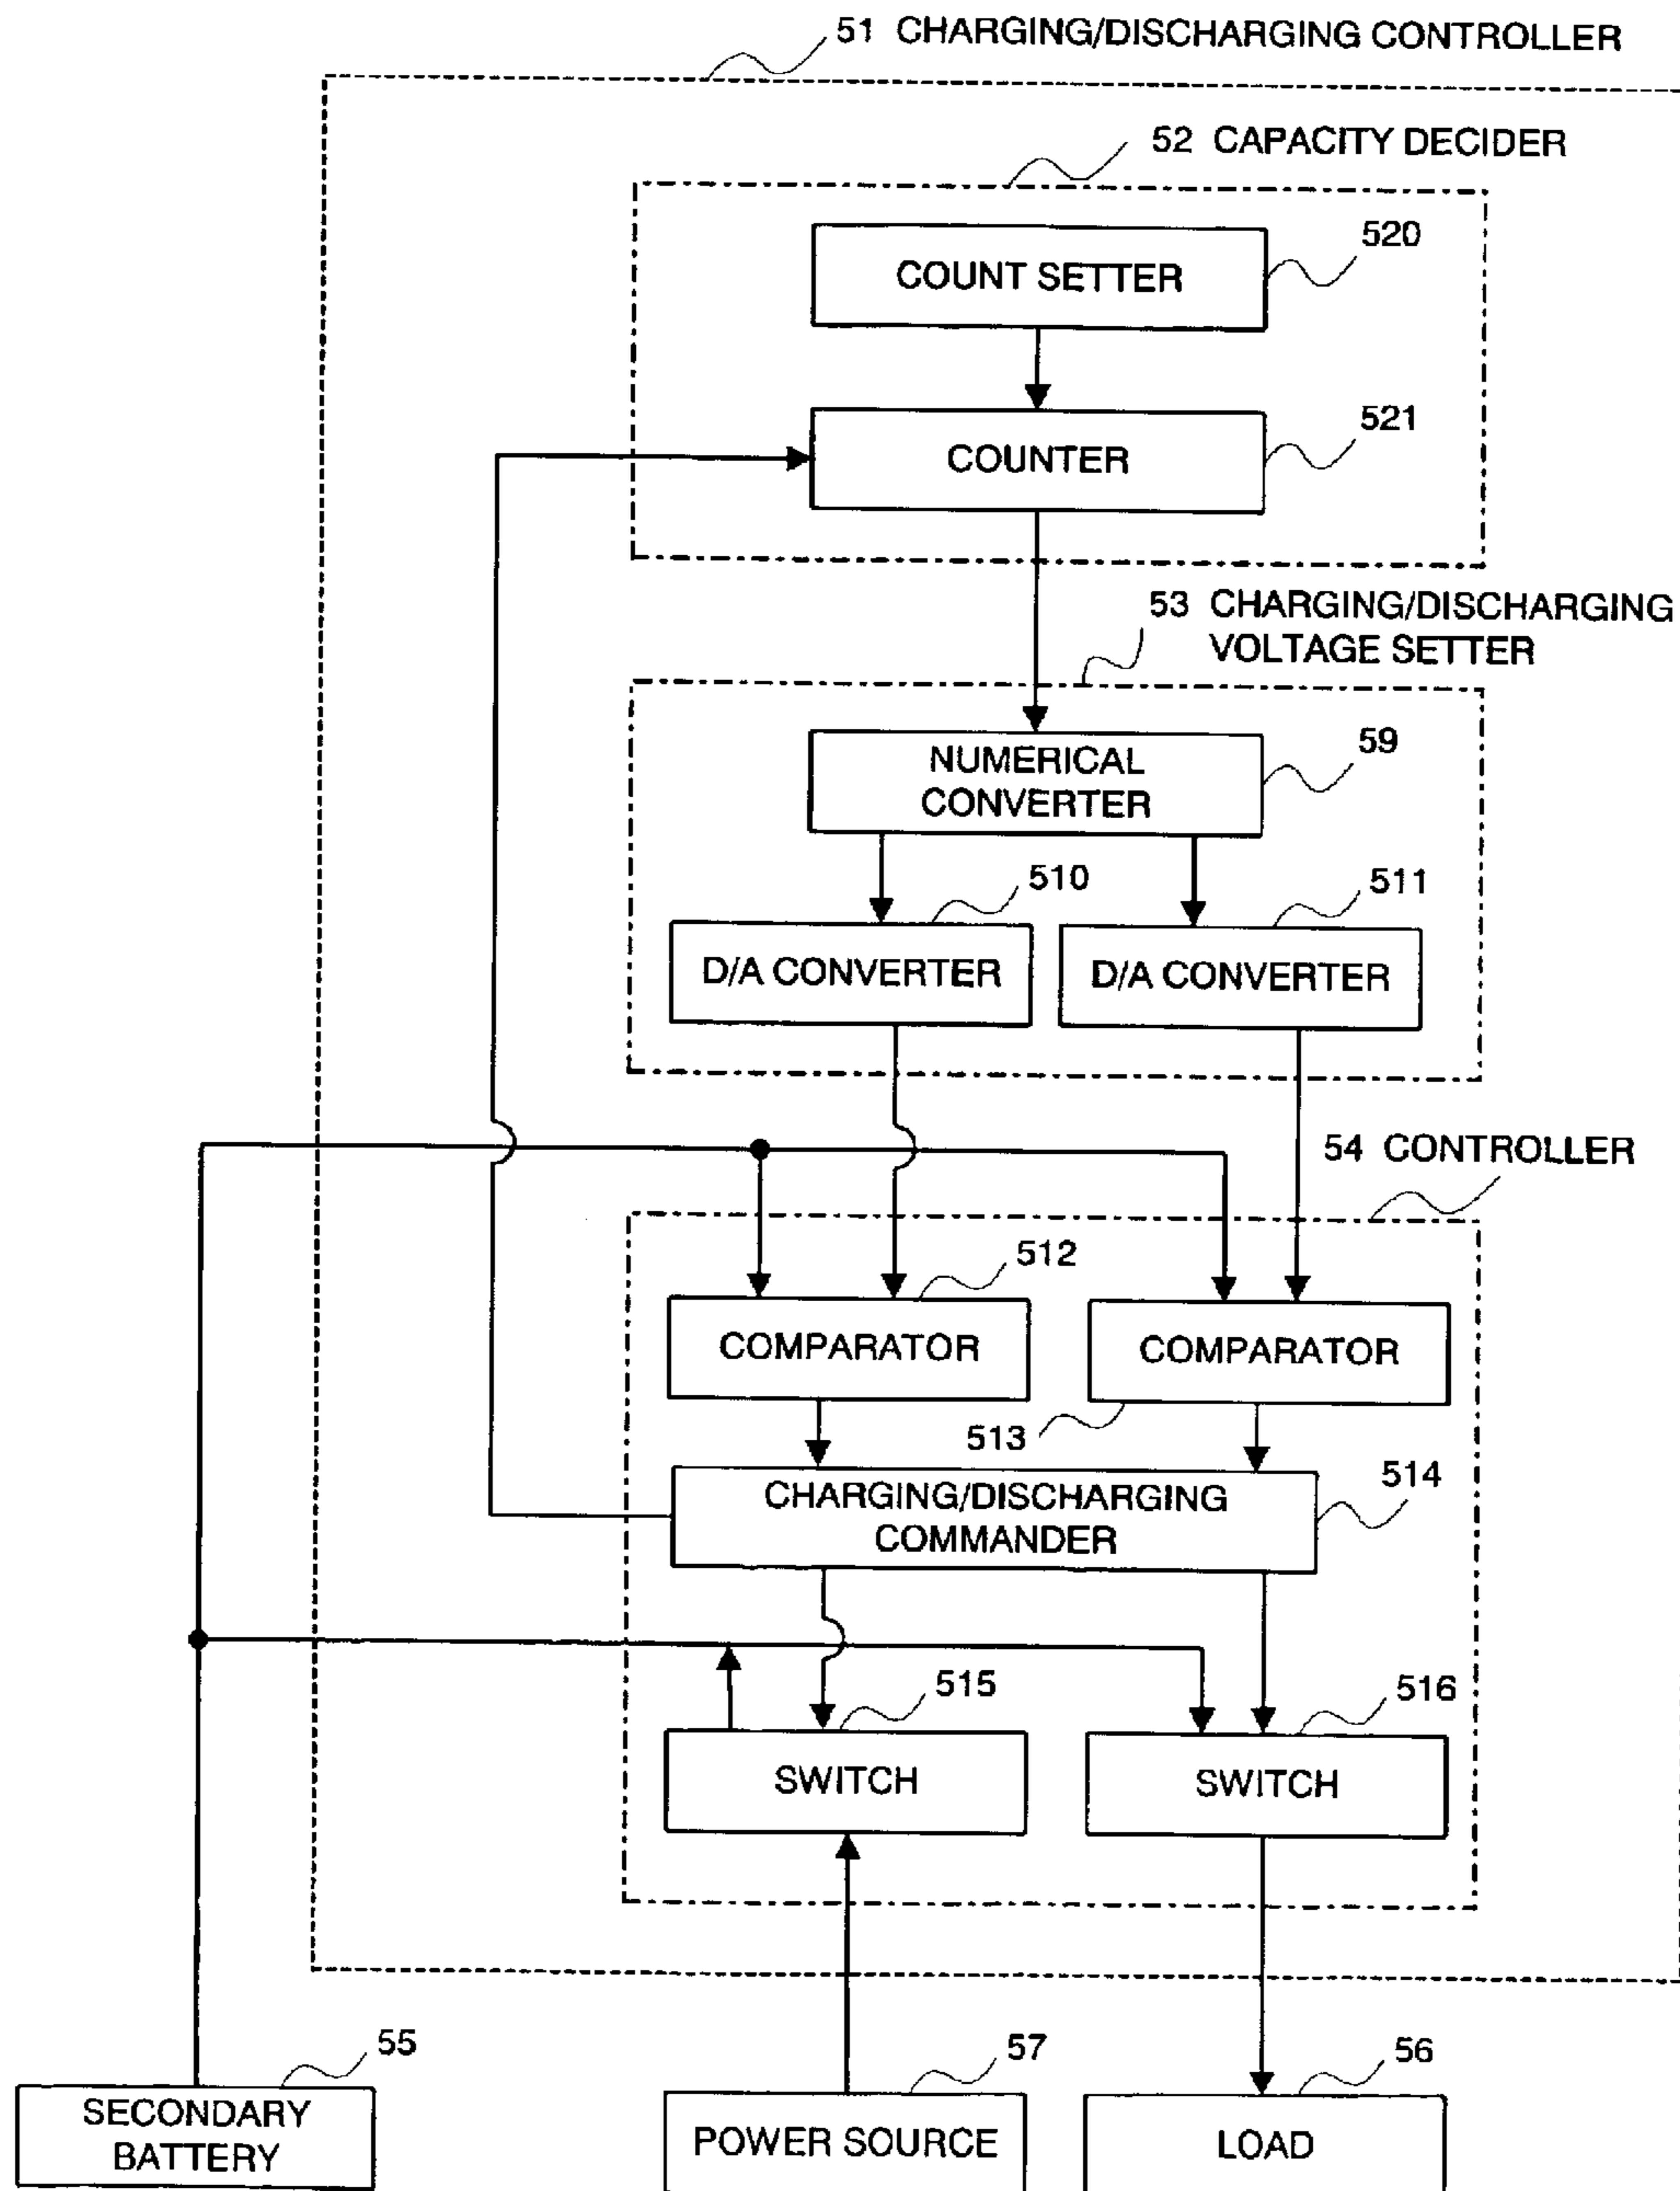 51 CHARGING/DISCHARGING CONTROLLER
52 CAPACITY DECIDER
520
COUNT SETTER
521
COUNTER
53 CHARGING/DISCHARGING
VOLTAGE SETTER
59
NUMERICAL
CONVERTER
510
511
D/A CONVERTER
D/A CONVERTER
54 CONTROLLER
512
COMPARATOR
COMPARATOR
513
514
CHARGING/DISCHARGING
COMMANDER
515
516
SWITCH
SWITCH
55
57
56
SECONDARY
BATTERY
POWER SOURCE
LOAD